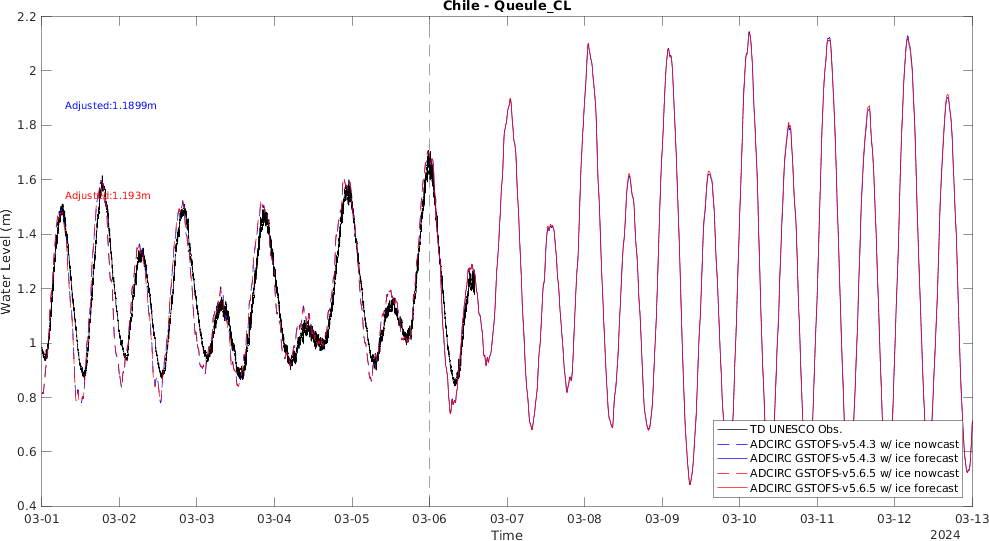 Chile - Queule_CL
2.2
2
1.8
1.6
1.4
1.2
1
0.8
0.6
0.4
Water Level (m)
Adjusted:1.1899m
Adjusted:1.193m
TD UNESCO Obs.
ADCIRC GSTOFS-v5.4.3 w/ ice nowcast
ADCIRC GSTOFS-v5.4.3 w/ ice forecast
ADCIRC GSTOFS-v5.6.5 w/ ice nowcast
ADCIRC GSTOFS-v5.6.5 w/ ice forecast
03-01 03-02 03-03 03-04 03-05 03-06 03-07 03-08 03-09 03-10 03-11 03-12 03-13
Time
2024